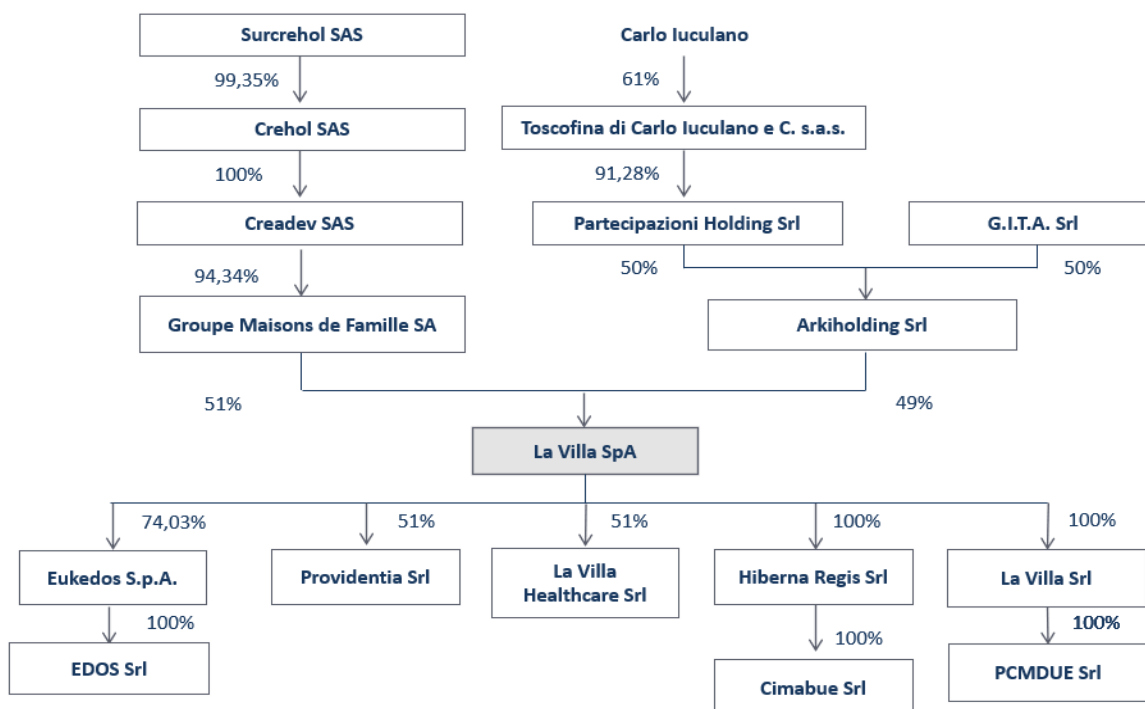 Surcrehol SAS
Carlo Iuculano
99,35%
61%
Crehol SAS
Toscofina di Carlo Iuculano e C. s.a.s.
100%
91,28%
Creadev SAS
Partecipazioni Holding Srl
G.I.T.A. Srl
94,34%
50%
50%
Groupe Maisons de Famille SA
Arkiholding Srl
51%
49%
La Villa SpA
74,03%
51%
51%
100%
100%
Eukedos S.p.A.
Providentia Srl
La Villa
Healthcare Srl
Hiberna Regis Srl
La Villa Srl
100%
100%
100%
EDOS Srl
Cimabue Srl
PCMDUE Srl